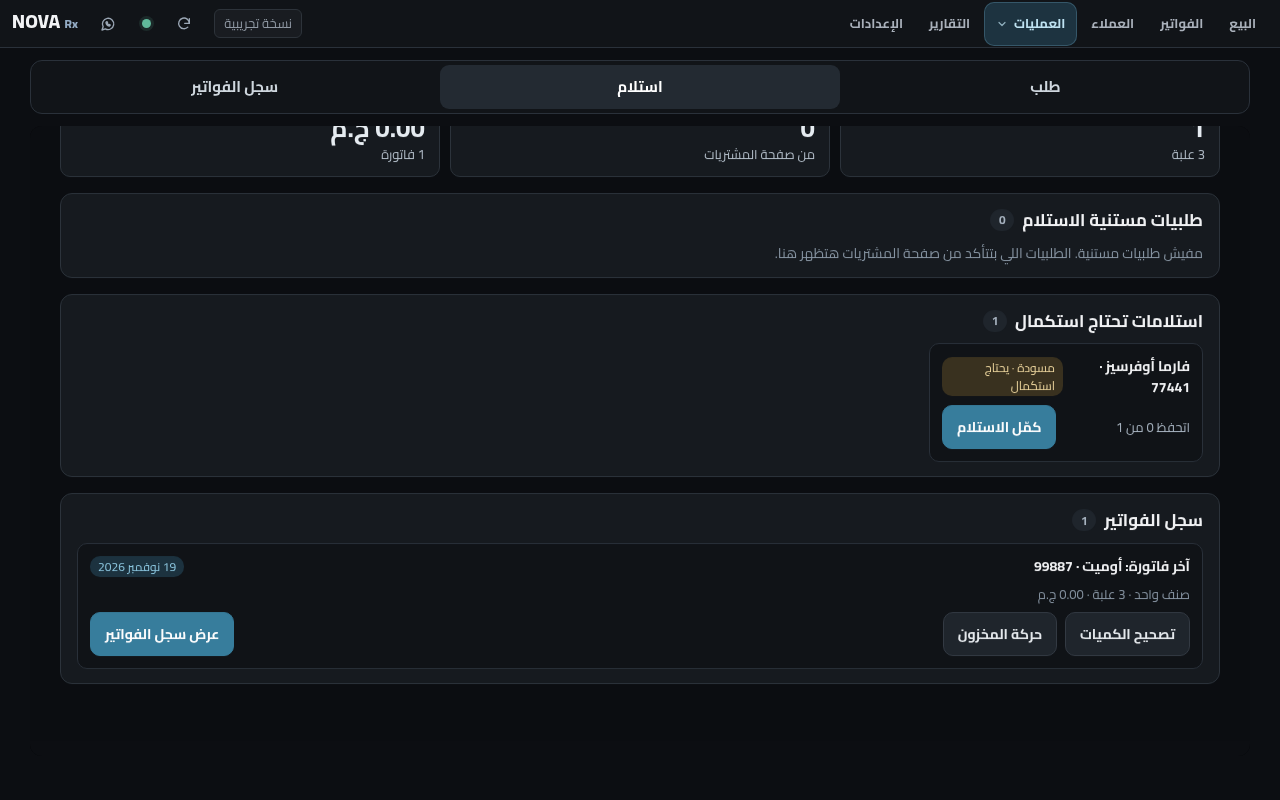 البيع
الفواتير
العملاء
العمليات
التقارير
الإعدادات
نسخة تجريبية
NOVA Rx
طلب
استلام
سجل الفواتير
1
3 علبة
0
من صفحة المشتريات
0.00 ج.م
1 فاتورة
طلبيات مستنية الاستلام 0
مفيش طلبيات مستنية. الطلبيات اللي بتتأكد من صفحة المشتريات هتظهر هنا.
استلامات تحتاج استكمال 1
فارما أوفرسيز ·
77441
مسودة · يحتاج
استكمال
اتحفظ 0 من 1
كمّل الاستلام
سجل الفواتير 1
آخر فاتورة: أوميت · 99887
19 نوفمبر 2026
صنف واحد · 3 علبة · 0.00 ج.م
تصحيح الكميات
حركة المخزون
عرض سجل الفواتير